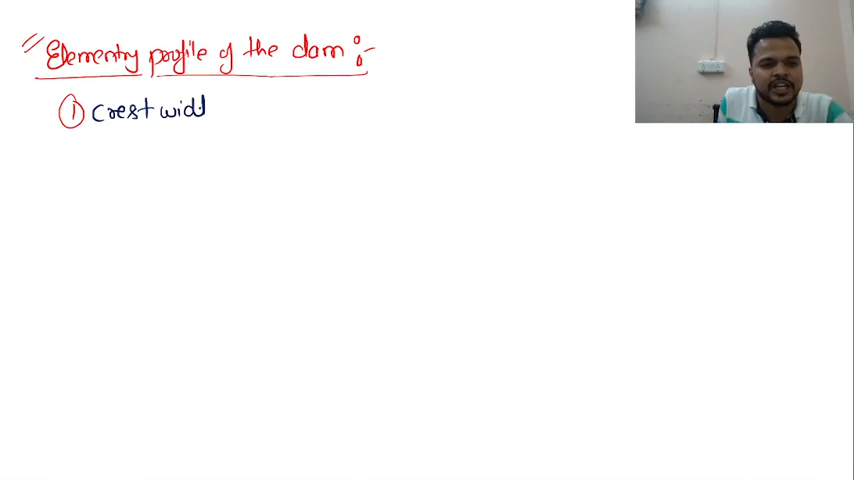 Elementry profile of the dam :-
① Crest widt